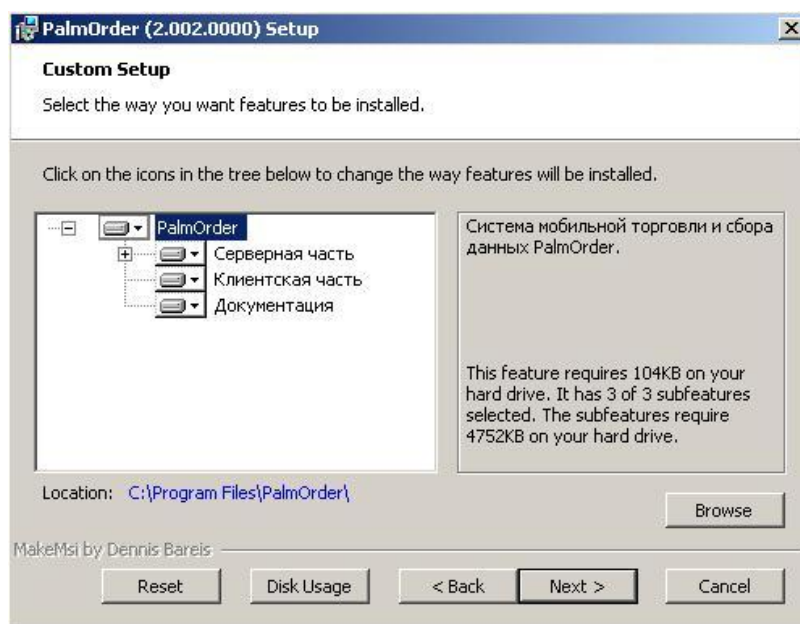 PalmOrder (2.002.0000) Setup
Custom Setup
Select the way you want features to be installed.
Click on the icons in the tree below to change the way features will be installed.
PalmOrder
Серверная часть
Клиентская часть
Документация
Система мобильной торговли и сбора
данных PalmOrder.
This feature requires 104KB on your
hard drive. It has 3 of 3 subfeatures
selected. The subfeatures require
4752KB on your hard drive.
Location: C:\Program Files\PalmOrder\
Browse
MakeMsi by Dennis Bareis
Reset Disk Usage < Back Next > Cancel